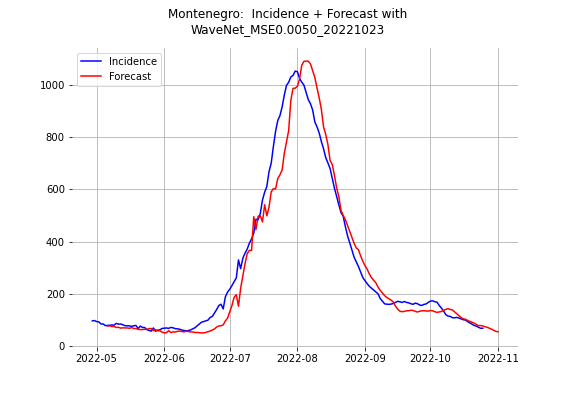 Montenegro:  Incidence + Forecast with
WaveNet_MSE0.0050_20221023
Incidence
Forecast
1000
800
600
400
200
0
2022-05 2022-06 2022-07 2022-08 2022-09 2022-10 2022-11